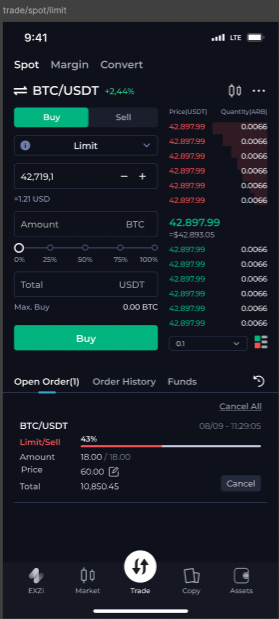 trade/spot/limit
9:41
LTE
Spot Margin Convert
BTC/USDT +2,44%
Buy Sell
Limit
42,719,1 − +
≈1.21 USD
Amount BTC
0% 25% 50% 75% 100%
Total USDT
Max. Buy 0.00 BTC
Buy
Price(USDT) Quantity(ARB)
42.897.99 0.0066
42.897.99 0.0066
42.897.99 0.0066
42.897.99 0.0066
42.897.99 0.0066
42.897.99 0.0066
42.897.99
≈$42.893.05
42.897.99 0.0066
42.897.99 0.0066
42.897.99 0.0066
42.897.99 0.0066
42.897.99 0.0066
42.897.99 0.0066
0.1
Open Order(1) Order History Funds
Cancel All
BTC/USDT 08/09 - 11:29:05
Limit/Sell 43%
Amount 18.00 / 18.00
Price 60.00
Total 10,850.45
Cancel
EXZI Market Trade Copy Assets